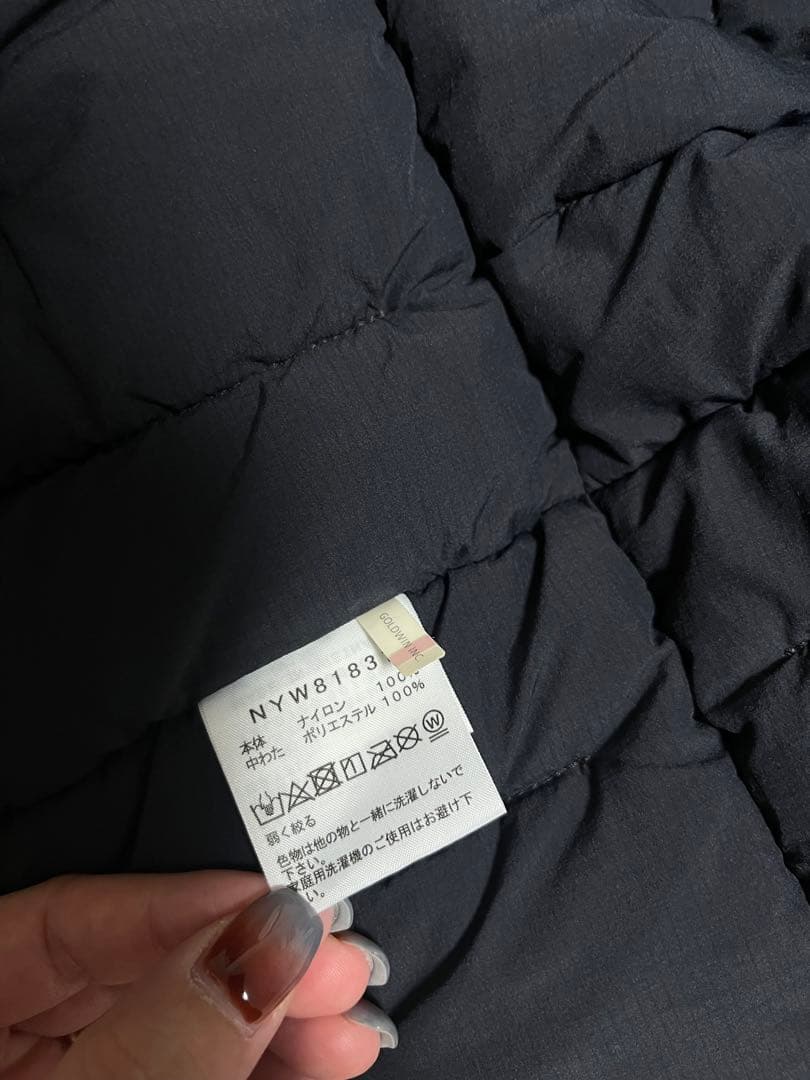 GOLDWIN INC
NYW8183
本体 ナイロン 100%
中わた ポリエステル 100%
弱く絞る
色物は他の物と一緒に洗濯しないで
下さい。
家庭用洗濯機のご使用はお避け下
い。